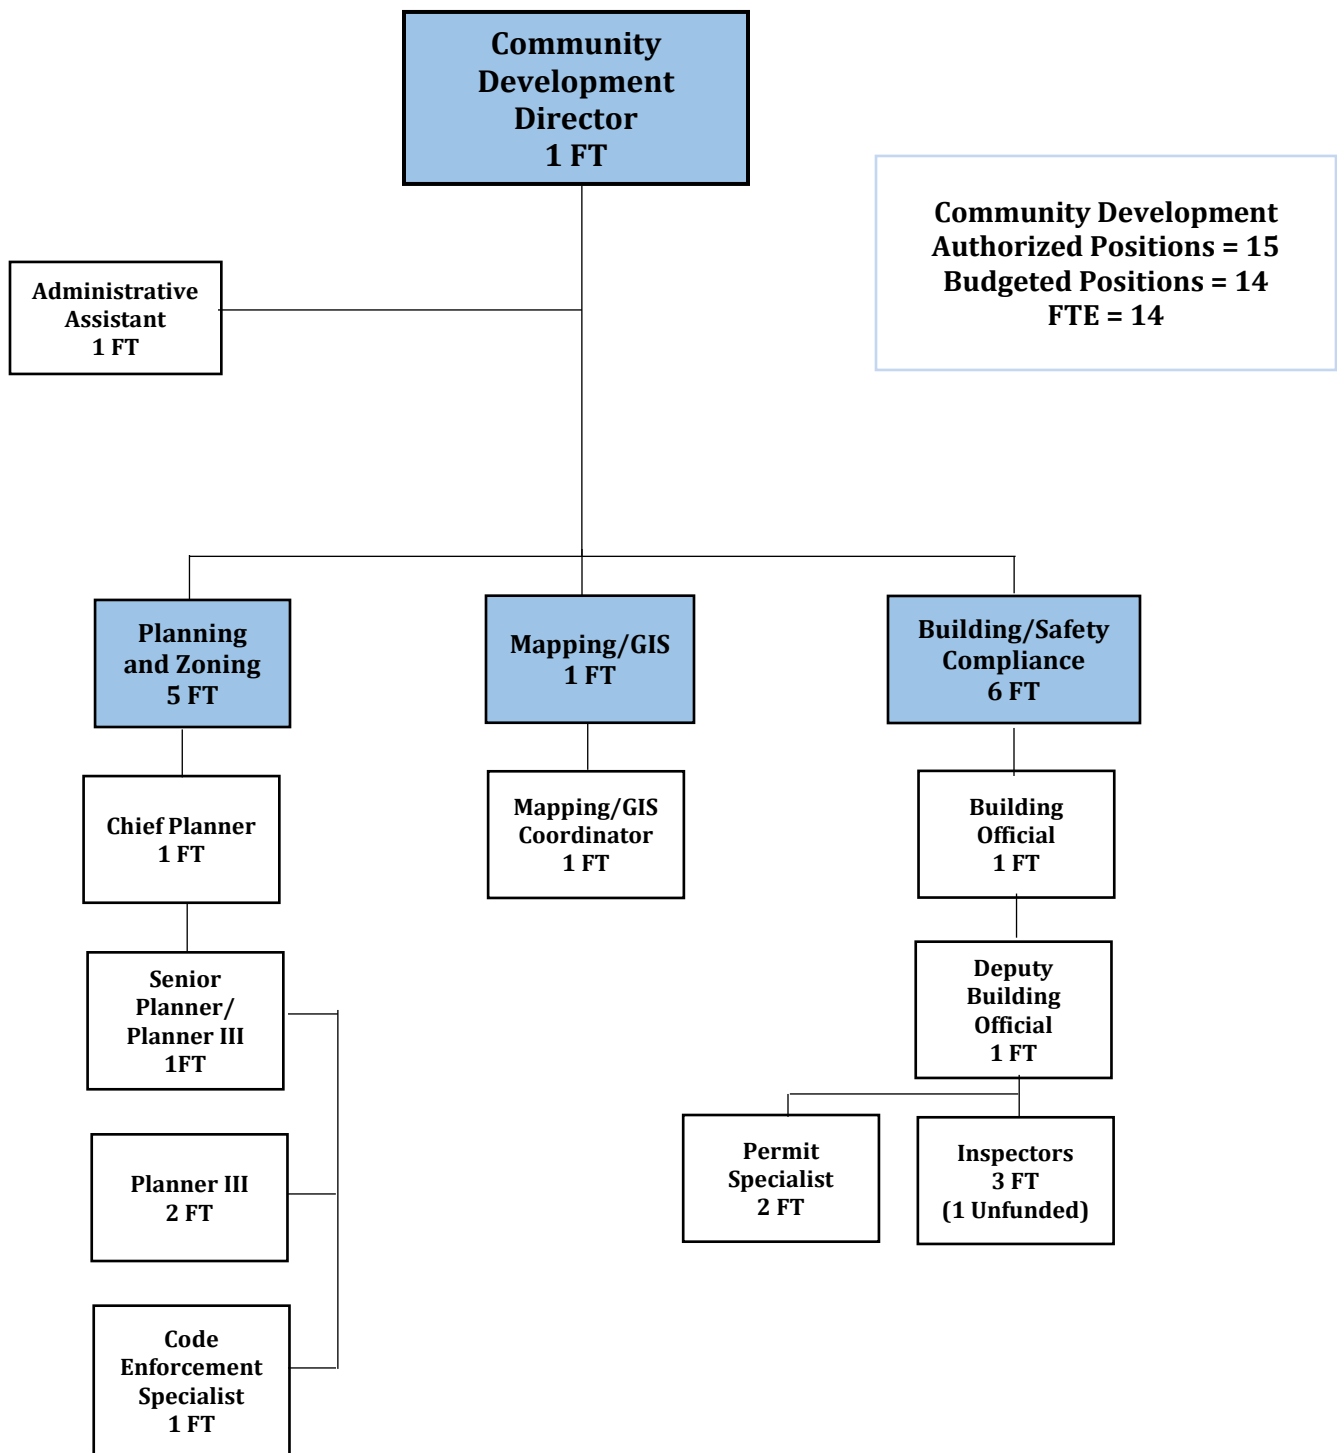 Community
Development
Director
1 FT
Community Development
Authorized Positions = 15
Budgeted Positions = 14
FTE = 14
Administrative
Assistant
1 FT
Planning
and Zoning
5 FT
Mapping/GIS
1 FT
Building/Safety
Compliance
6 FT
Chief Planner
1 FT
Mapping/GIS
Coordinator
1 FT
Building
Official
1 FT
Senior
Planner/
Planner III
1FT
Deputy
Building
Official
1 FT
Planner III
2 FT
Permit
Specialist
2 FT
Inspectors
3 FT
(1 Unfunded)
Code
Enforcement
Specialist
1 FT